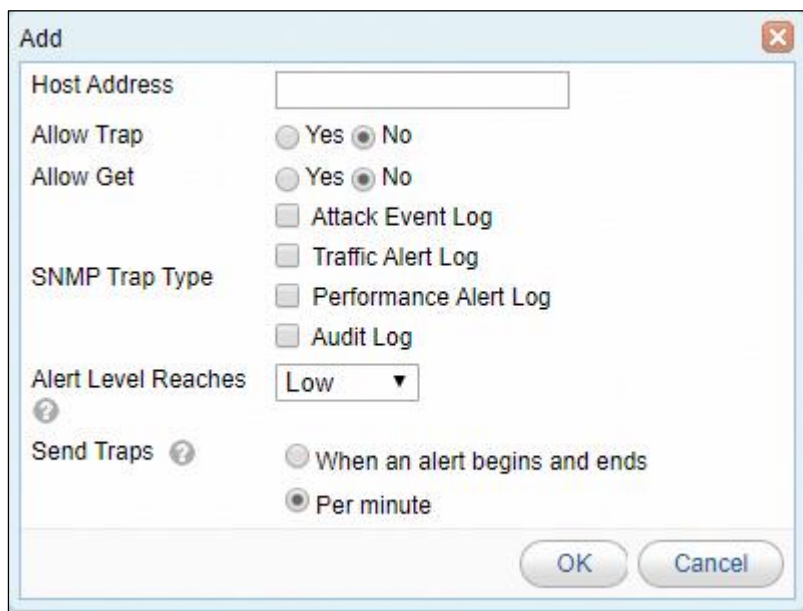 Add
Host Address
Allow Trap
Yes No
Allow Get
Yes No
SNMP Trap Type
Attack Event Log
Traffic Alert Log
Performance Alert Log
Audit Log
Alert Level Reaches
?
Low
Send Traps ?
When an alert begins and ends
Per minute
OK Cancel